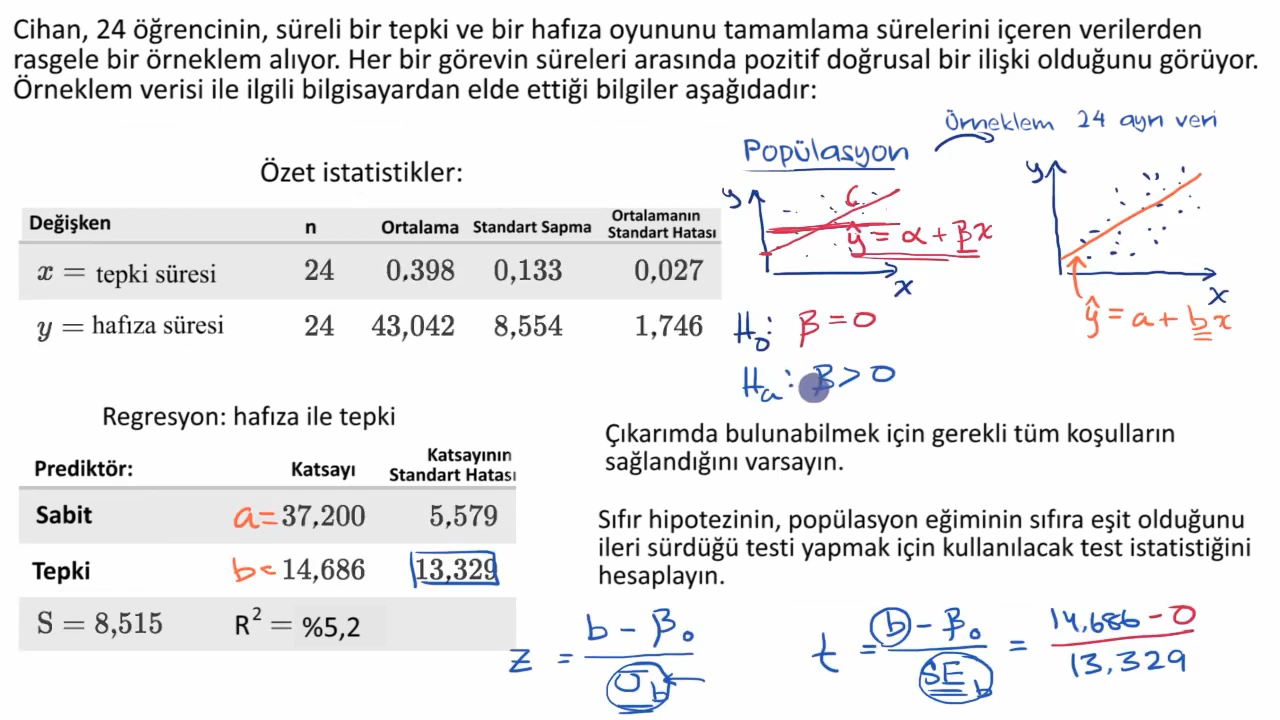 Cihan, 24 öğrencinin, süreli bir tepki ve bir hafıza oyununu tamamlama sürelerini içeren verilerden
rasgele bir örneklem alıyor. Her bir görevin süreleri arasında pozitif doğrusal bir ilişki olduğunu görüyor.
Örneklem verisi ile ilgili bilgisayardan elde ettiği bilgiler aşağıdadır:
Örneklem 24 ayrı veri
Popülasyon
Özet istatistikler:
Değişken n Ortalama Standart Sapma Ortalamanın Standart Hatası
x = tepki süresi 24 0,398 0,133 0,027
y = hafıza süresi 24 43,042 8,554 1,746
y
ŷ = α + βx
x
y
x
ŷ = a + bx
H₀: β = 0
Hₐ: β > 0
Regresyon: hafıza ile tepki
Prediktör: Katsayı Katsayının Standart Hatası
Sabit a= 37,200 5,579
Tepki b= 14,686 13,329
S = 8,515 R² = %5,2
Çıkarımda bulunabilmek için gerekli tüm koşulların
sağlandığını varsayın.
Sıfır hipotezinin, popülasyon eğiminin sıfıra eşit olduğunu
ileri sürdüğü testi yapmak için kullanılacak test istatistiğini
hesaplayın.
z = (b - β₀) / σ_b
t = (b - β₀) / SE_b = (14,686 - 0) / 13,329